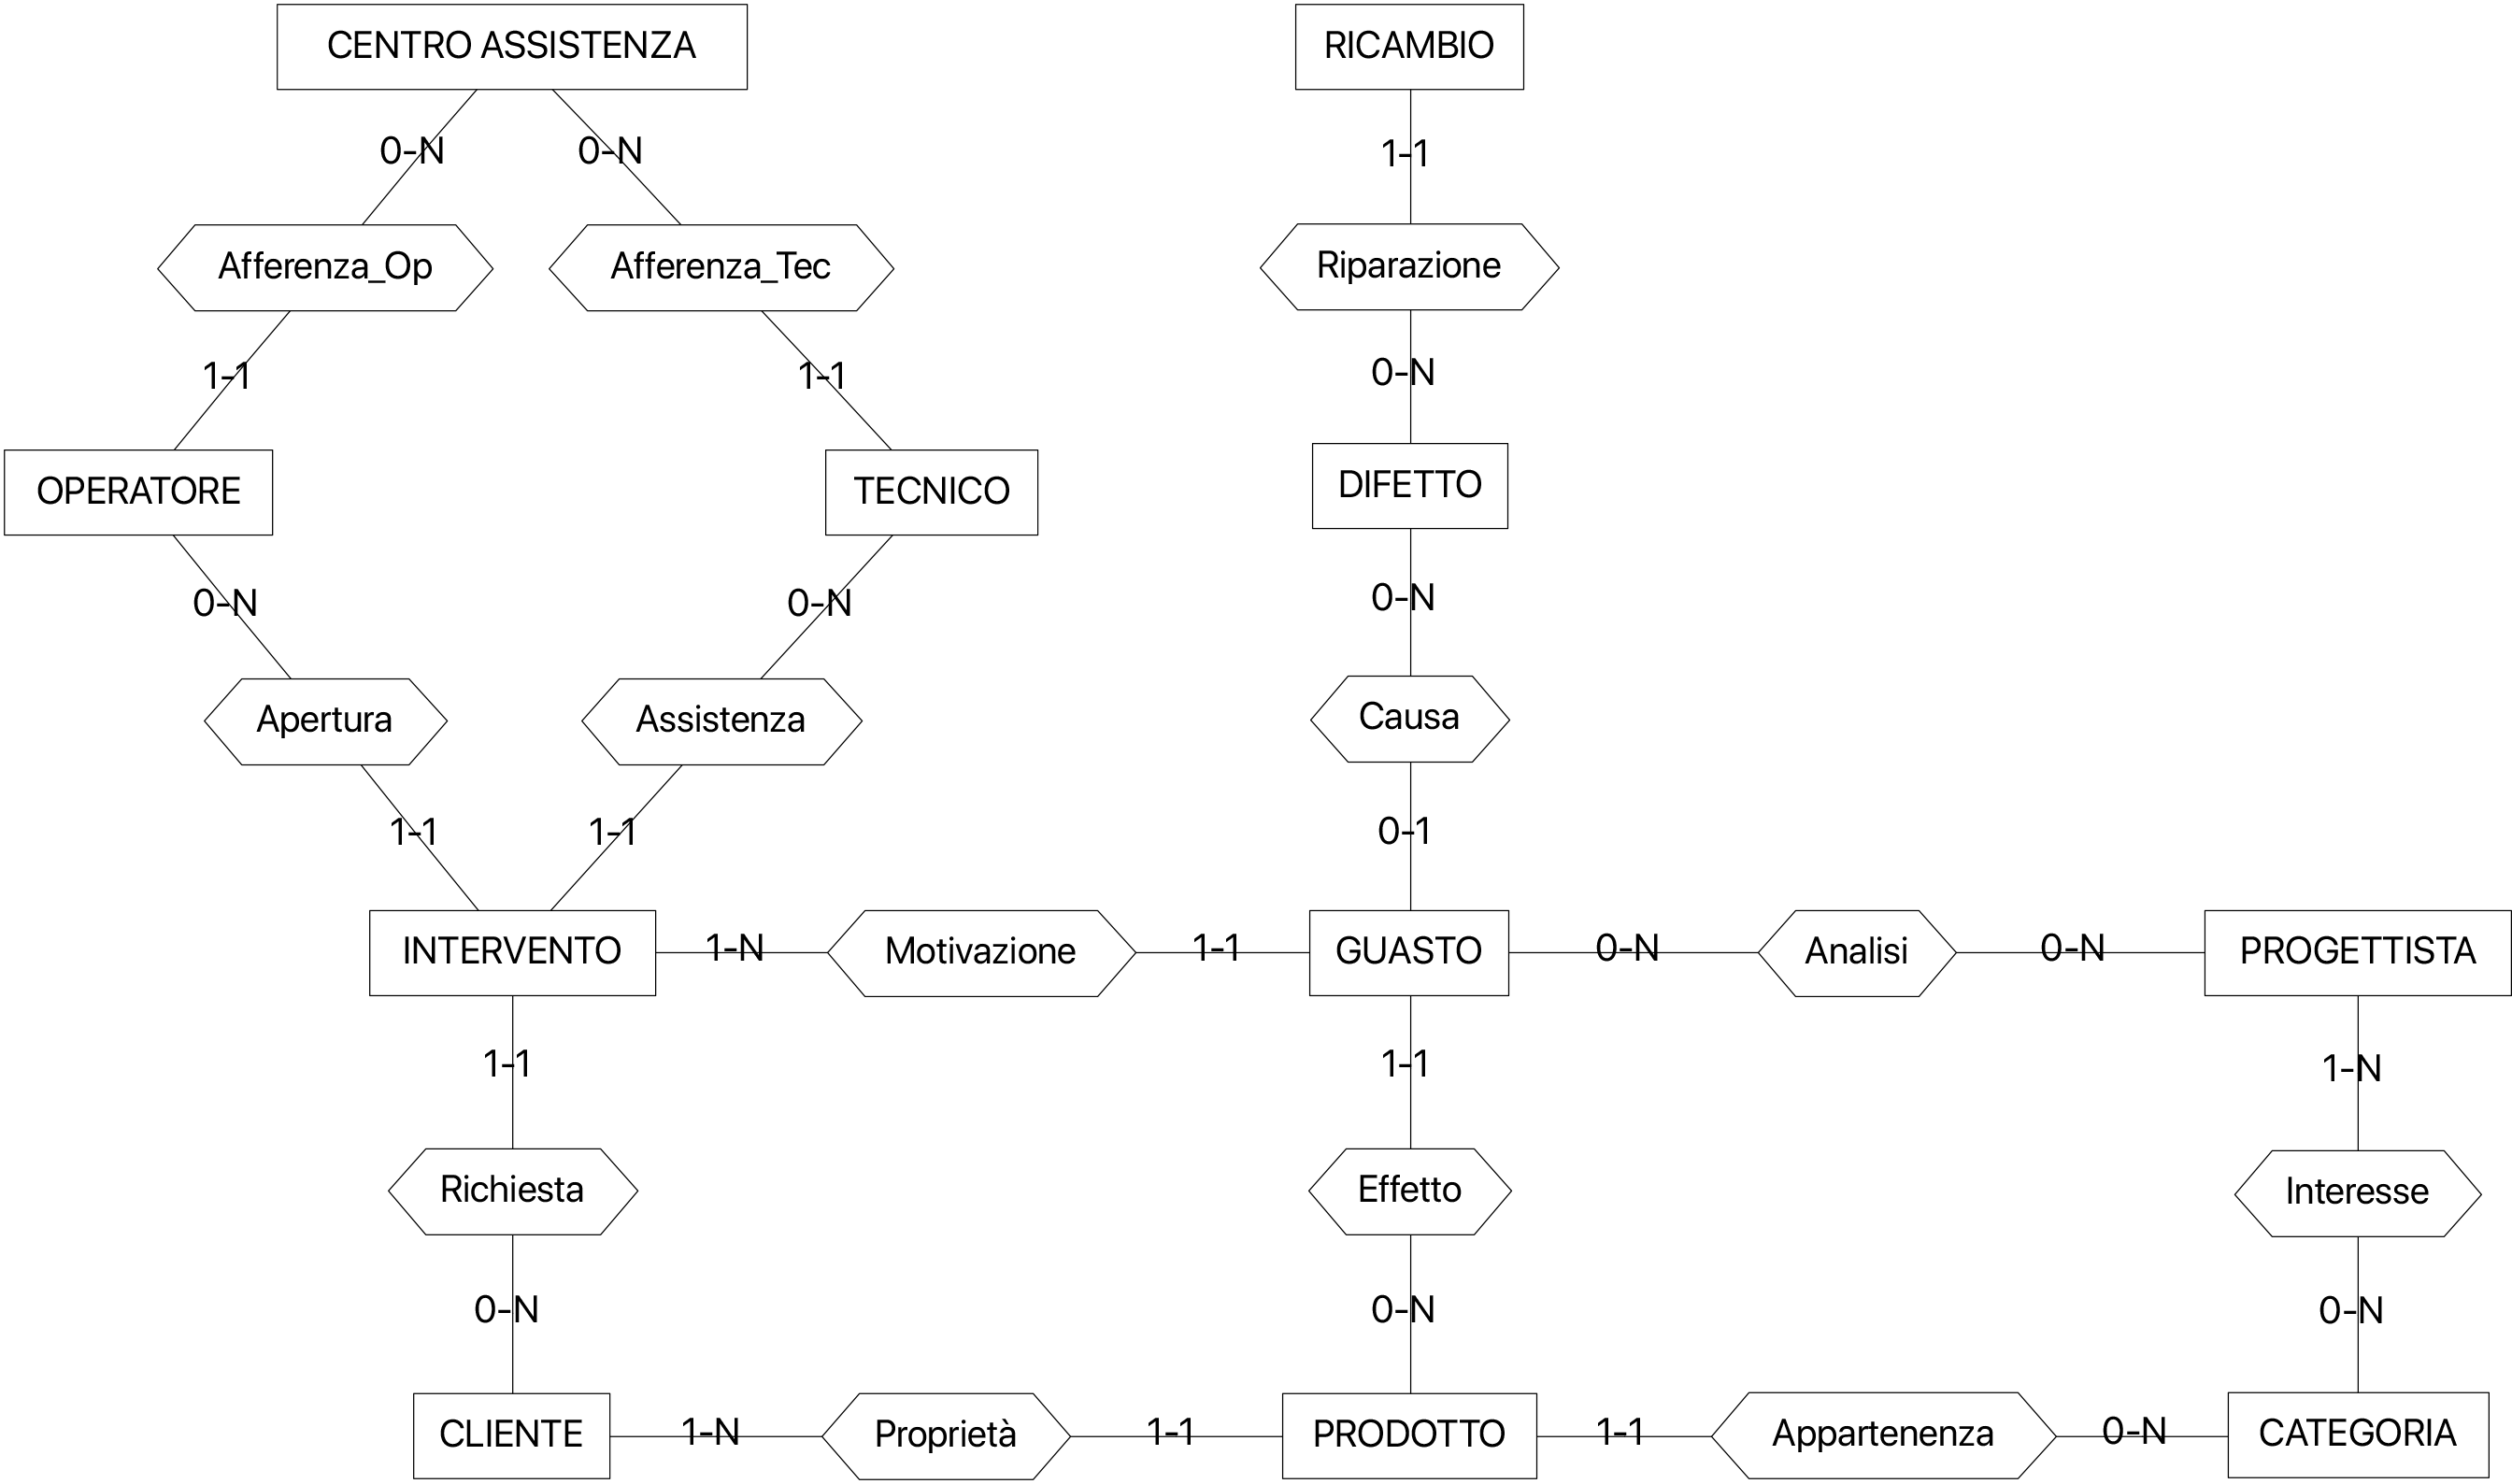 CENTRO ASSISTENZA
RICAMBIO
0-N
0-N
1-1
Afferenza_Op
Afferenza_Tec
Riparazione
1-1
1-1
0-N
OPERATORE
TECNICO
DIFETTO
0-N
0-N
0-N
Apertura
Assistenza
Causa
1-1
1-1
0-1
INTERVENTO
1-N
Motivazione
1-1
GUASTO
0-N
Analisi
0-N
PROGETTISTA
1-1
1-1
1-N
Richiesta
Effetto
Interesse
0-N
0-N
0-N
CLIENTE
1-N
Proprietà
1-1
PRODOTTO
1-1
Appartenenza
0-N
CATEGORIA